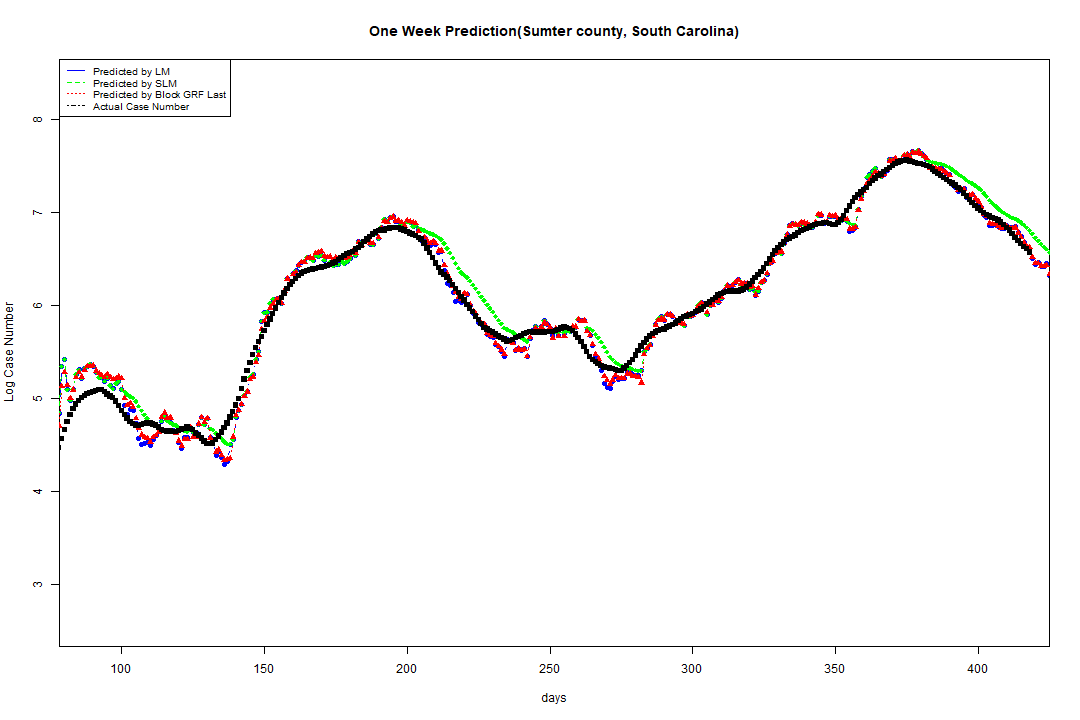 One Week Prediction(Sumter county, South Carolina)
Predicted by LM
Predicted by SLM
Predicted by Block GRF Last
Actual Case Number
8
7
6
5
4
3
Log Case Number
100 150 200 250 300 350 400
days